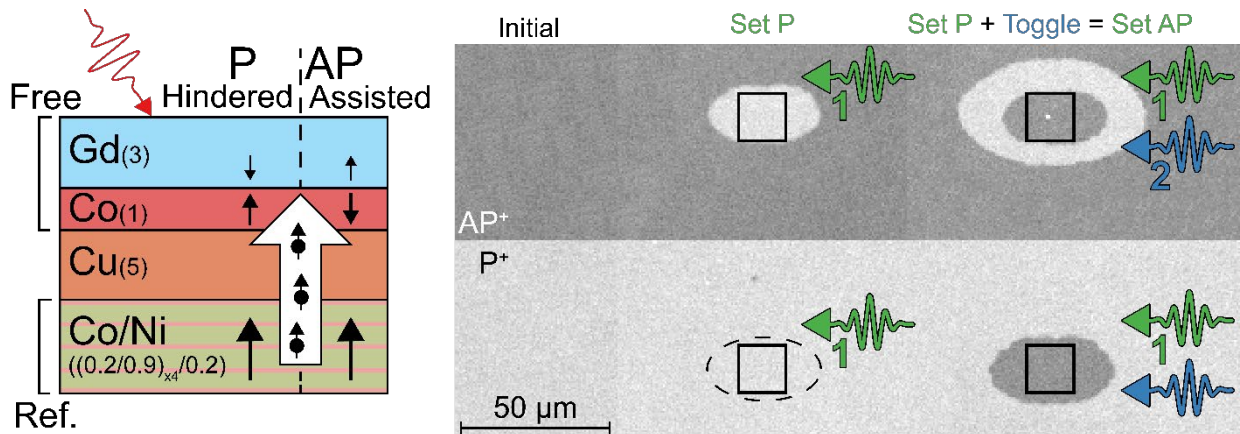 P AP
Free Hindered Assisted
Gd(3)
Co(1)
Cu(5)
Co/Ni
((0.2/0.9)x4/0.2)
Ref.
Initial Set P Set P + Toggle = Set AP
1 1
2
AP+
P+
1 1
50 µm